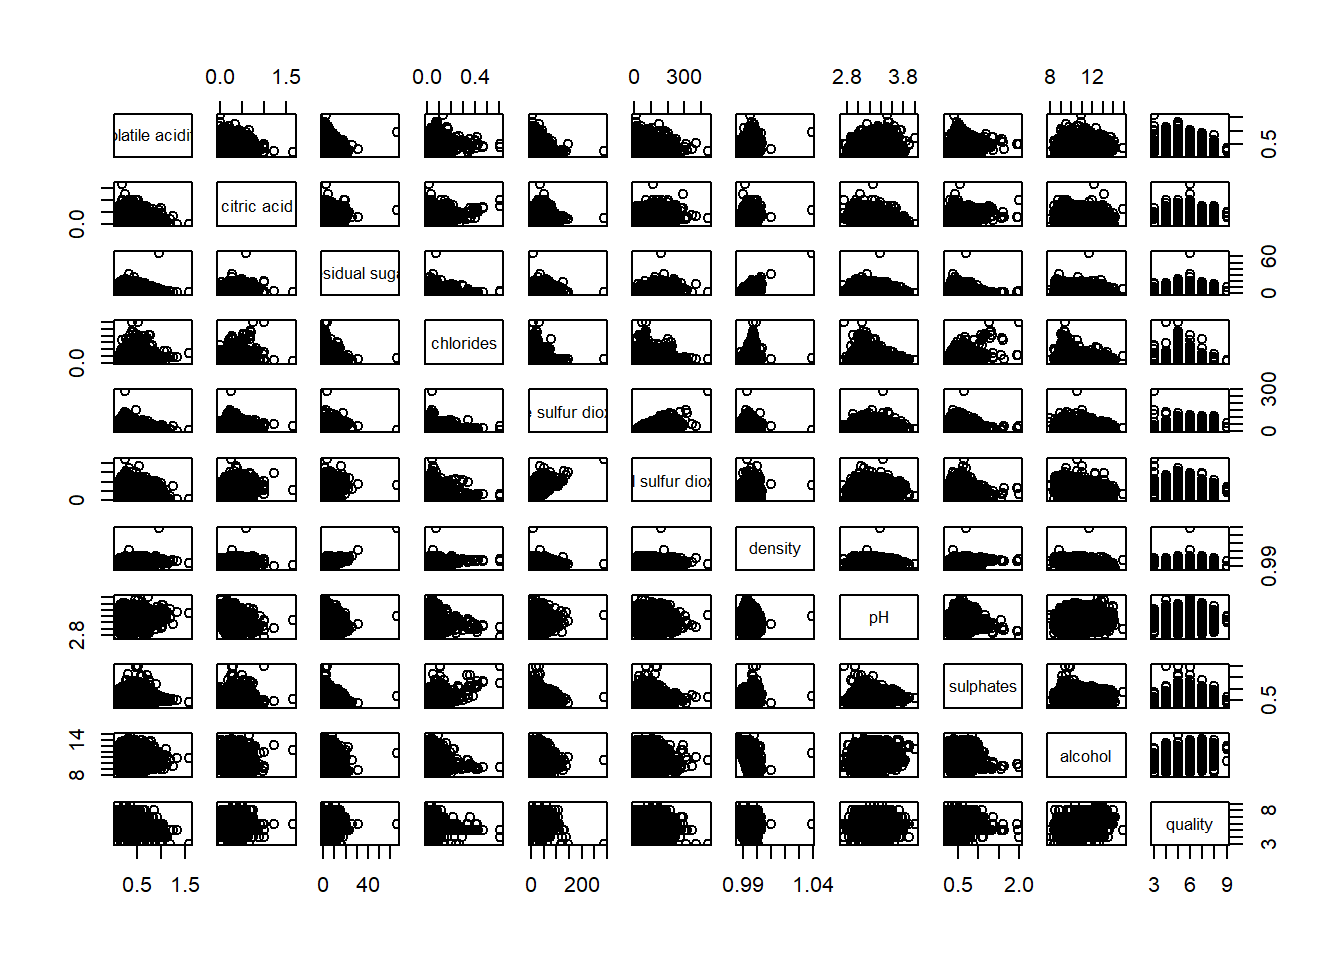 0.0 1.5 0.0 0.4 0 300 2.8 3.8 8 12
olatile acidi 0.5
0.0 citric acid
sidual suga 0 60
0.0 chlorides
e sulfur diox 0 300
0 l sulfur diox
density 0.99
2.8 pH
sulphates 0.5
8 14 alcohol
quality 3 8
0.5 1.5 0 40 0 200 0.99 1.04 0.5 2.0 3 6 9